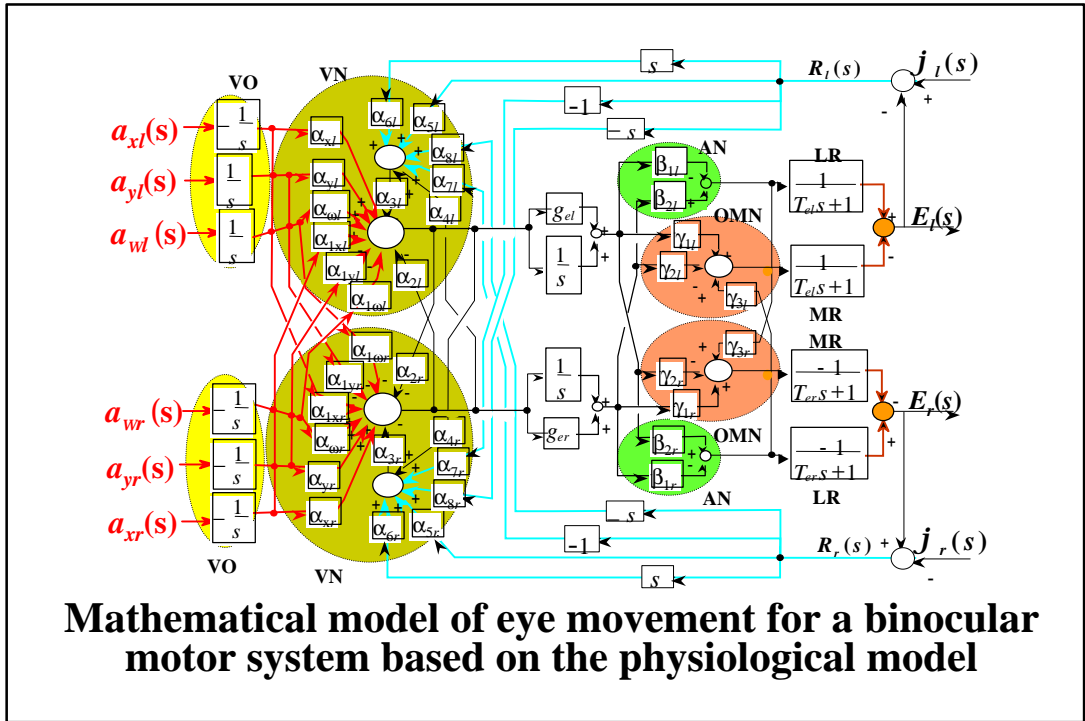 s
R_l(s)
j_l(s)
VO
VN
-1
- s
+
-
α_6l
α_5l
α_8l
α_7l
α_4l
α_3l
AN
LR
a_xl(s)
- 1/s
α_xl
β_1l
β_2l
1/(T_el s+1)
a_yl(s)
1/s
α_yl
g_el
OMN
E_l(s)
a_wl(s)
1/s
α_ωl
α_1xl
α_1yl
α_1ωl
α_2l
1/s
γ_1l
γ_2l
γ_3l
1/(T_el s+1)
MR
MR
α_1ωr
α_1yr
α_1xr
α_2r
1/s
γ_3r
γ_2r
γ_1r
- 1/(T_er s+1)
a_wr(s)
- 1/s
α_ωr
α_3r
α_4r
g_er
OMN
E_r(s)
a_yr(s)
- 1/s
α_yr
α_7r
β_2r
β_1r
- 1/(T_er s+1)
a_xr(s)
- 1/s
α_xr
α_8r
α_6r
α_5r
AN
LR
- s
-1
VO
VN
R_r(s)
j_r(s)
+
-
s
Mathematical model of eye movement for a binocular
motor system based on the physiological model